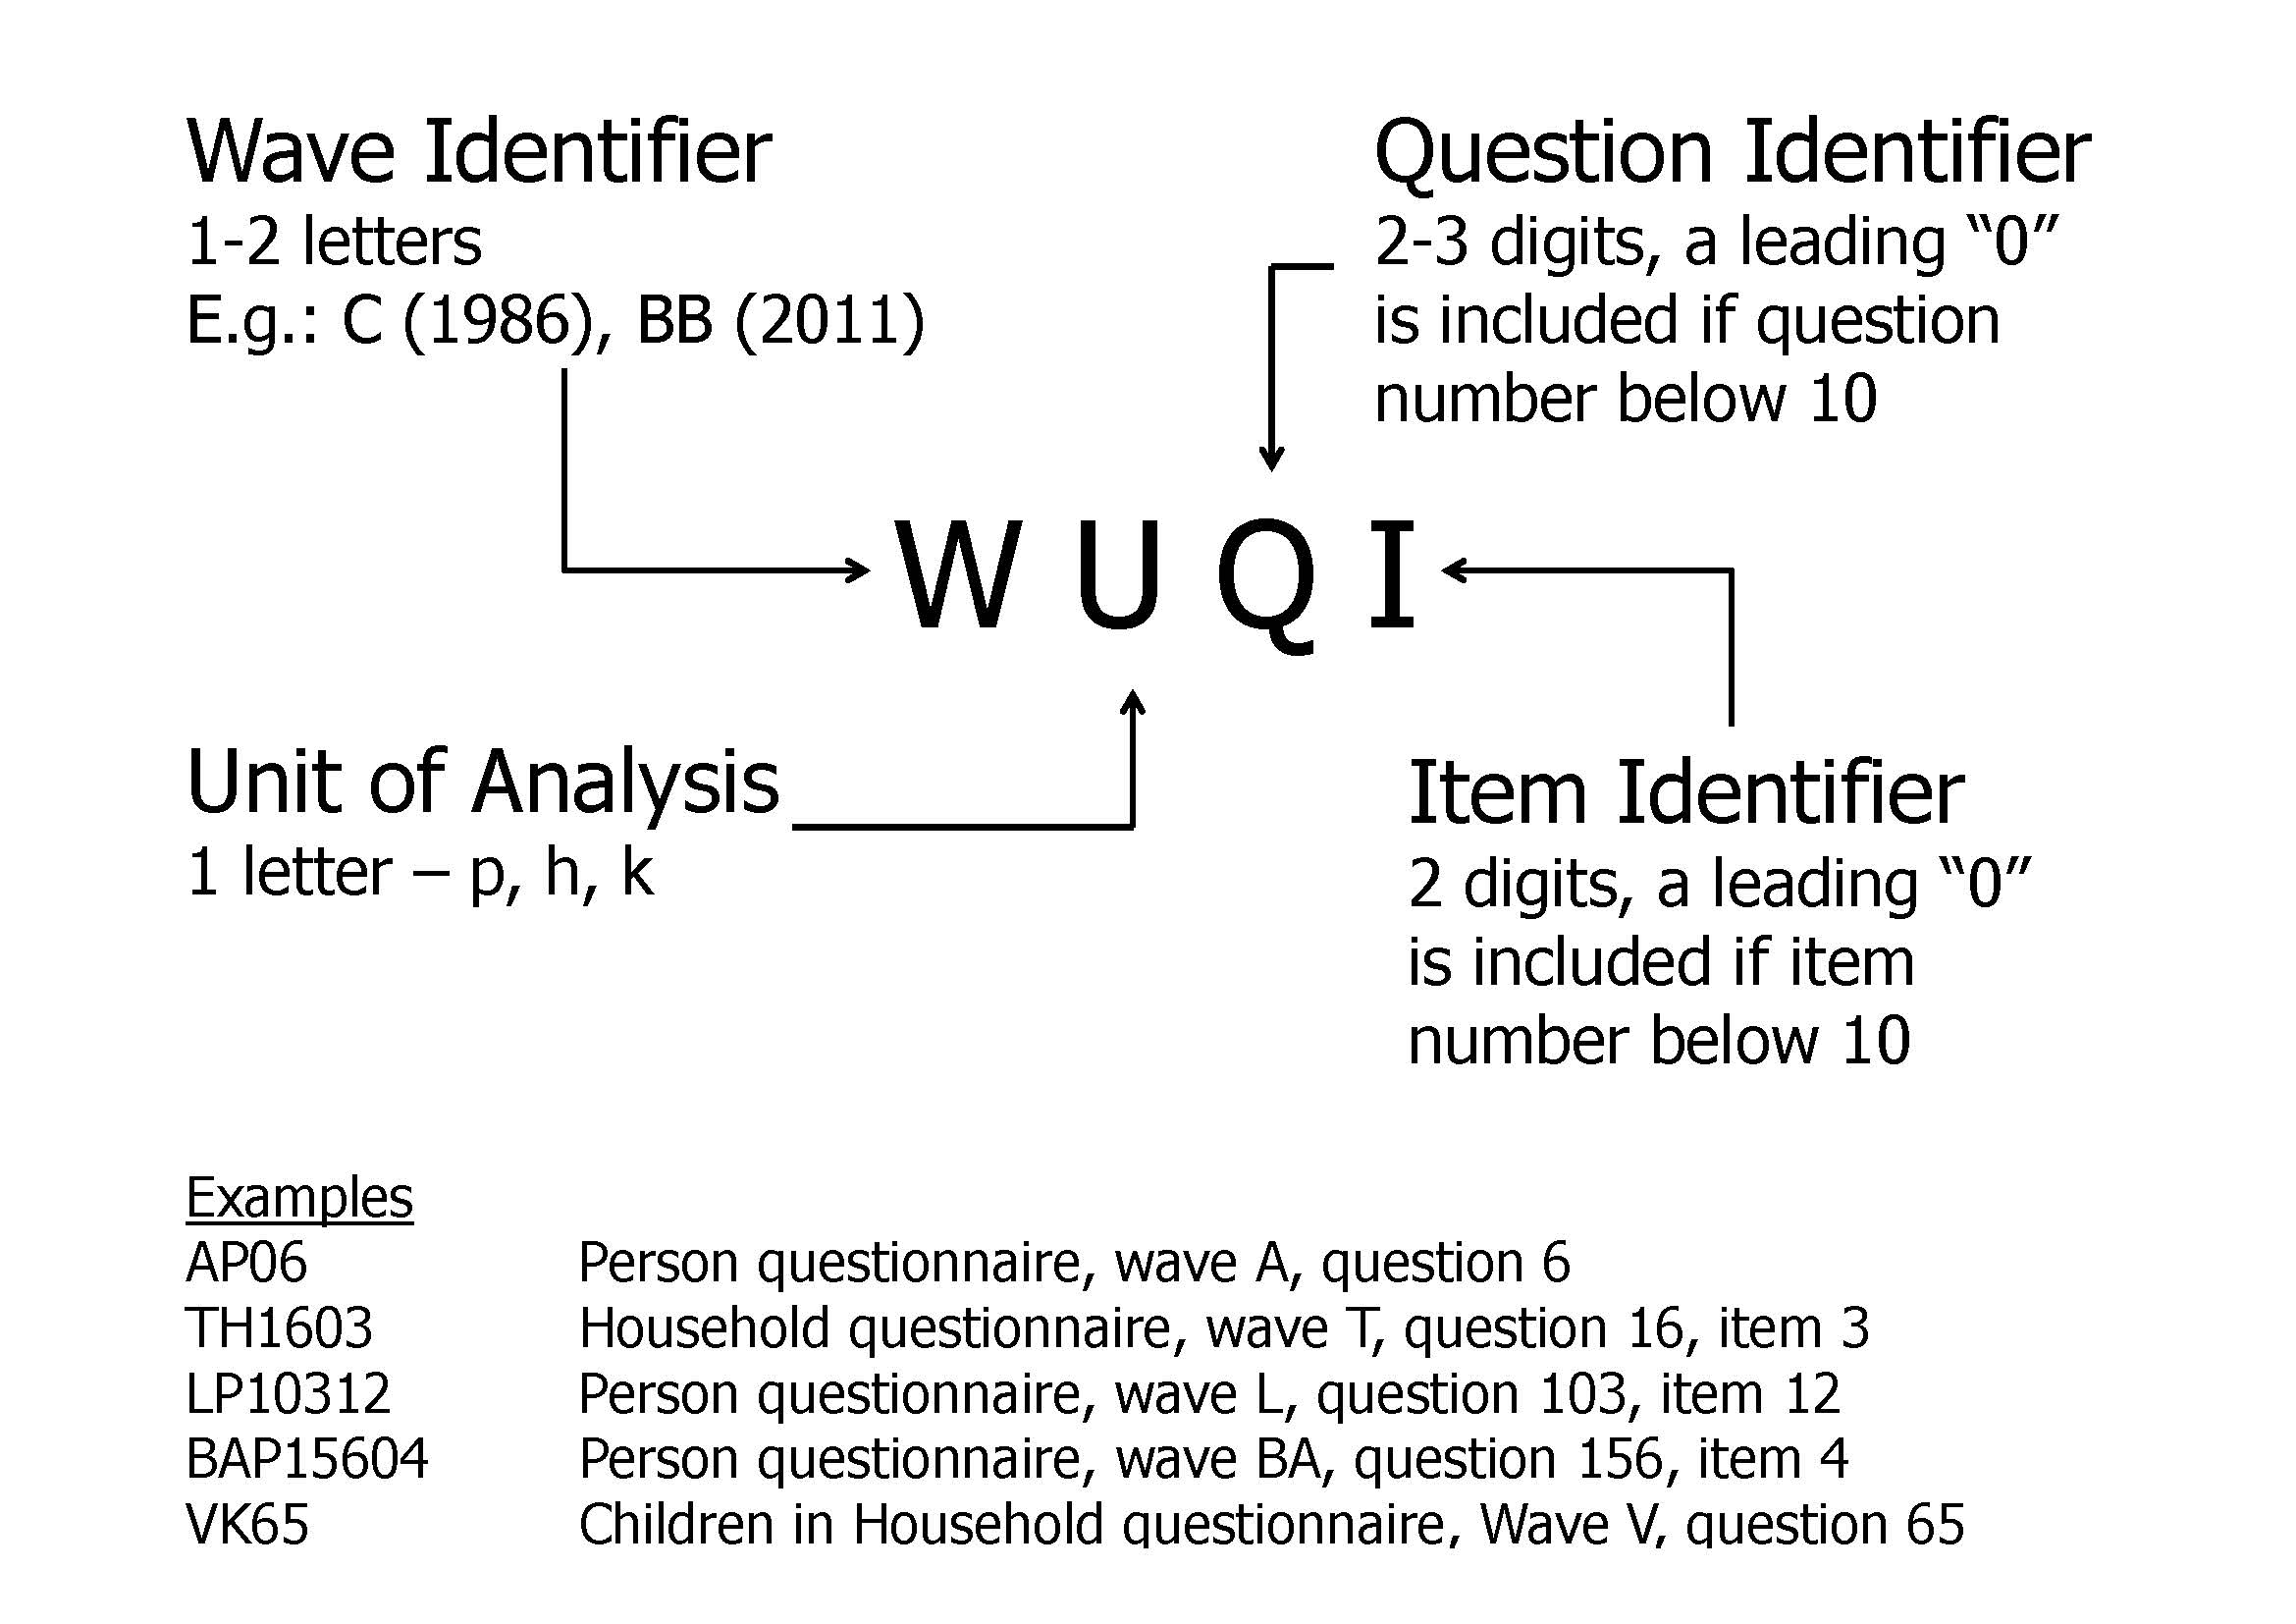 Wave Identifier
1-2 letters
E.g.: C (1986), BB (2011)
Question Identifier
2-3 digits, a leading “0”
is included if question
number below 10
W U Q I
Unit of Analysis
1 letter – p, h, k
Item Identifier
2 digits, a leading “0”
is included if item
number below 10
Examples
AP06 Person questionnaire, wave A, question 6
TH1603 Household questionnaire, wave T, question 16, item 3
LP10312 Person questionnaire, wave L, question 103, item 12
BAP15604 Person questionnaire, wave BA, question 156, item 4
VK65 Children in Household questionnaire, Wave V, question 65